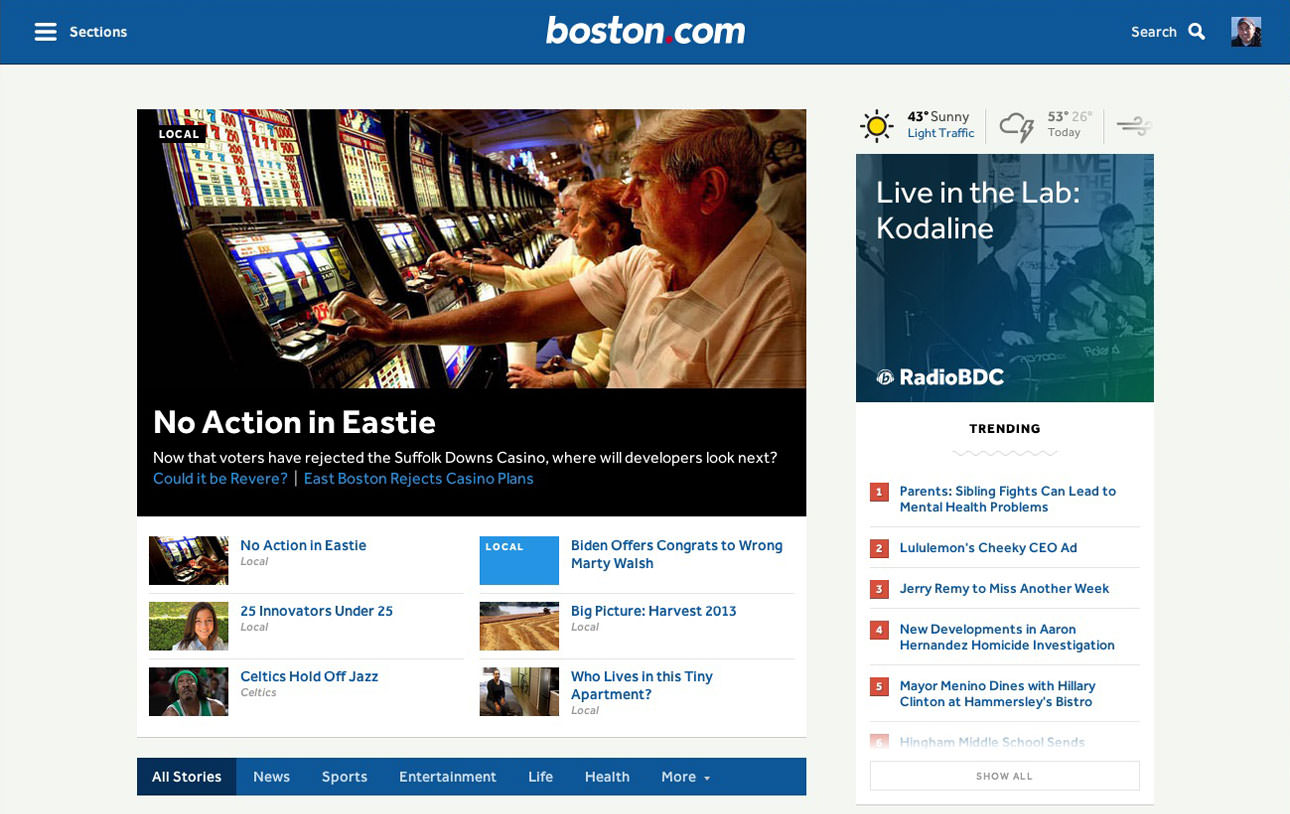 Sections
boston.com
Search
LOCAL
No Action in Eastie
Now that voters have rejected the Suffolk Downs Casino, where will developers look next?
Could it be Revere? | East Boston Rejects Casino Plans
No Action in Eastie
Local
25 Innovators Under 25
Local
Celtics Hold Off Jazz
Celtics
LOCAL
Biden Offers Congrats to Wrong
Marty Walsh
Big Picture: Harvest 2013
Local
Who Lives in this Tiny
Apartment?
Local
All Stories News Sports Entertainment Life Health More
43° Sunny
Light Traffic
53° 26°
Today
Live in the Lab:
Kodaline
RadioBDC
TRENDING
1 Parents: Sibling Fights Can Lead to
Mental Health Problems
2 Lululemon's Cheeky CEO Ad
3 Jerry Remy to Miss Another Week
4 New Developments in Aaron
Hernandez Homicide Investigation
5 Mayor Menino Dines with Hillary
Clinton at Hammersley's Bistro
6 Hingham Middle School Sends
SHOW ALL